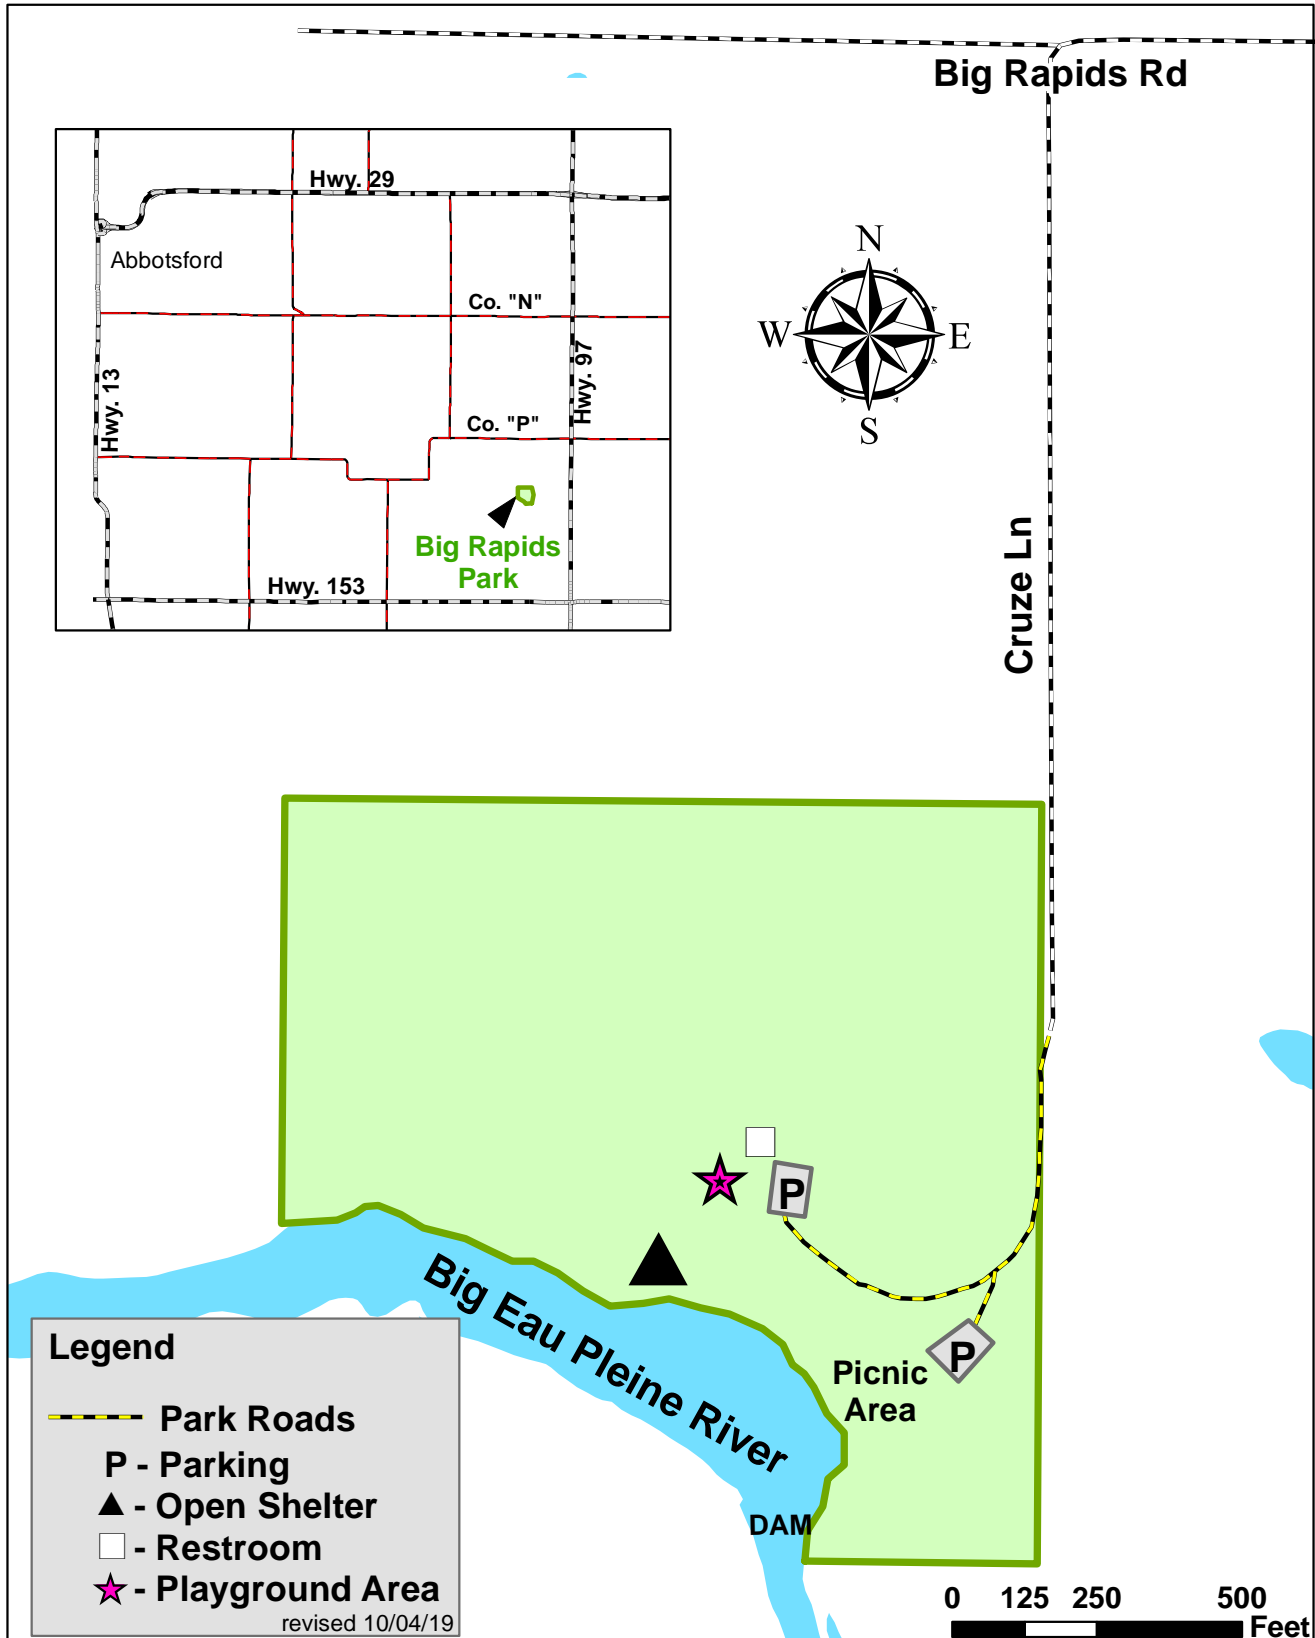 Big Rapids Rd
Hwy. 29
Abbotsford
Co. "N"
Hwy. 97
Hwy. 13
Co. "P"
Big Rapids
Park
Hwy. 153
N
W
E
S
Cruze Ln
P
Big Eau Pleine River
P
Picnic
Area
DAM
Legend
Park Roads
P - Parking
- Open Shelter
- Restroom
- Playground Area
revised 10/04/19
0 125 250 500
Feet